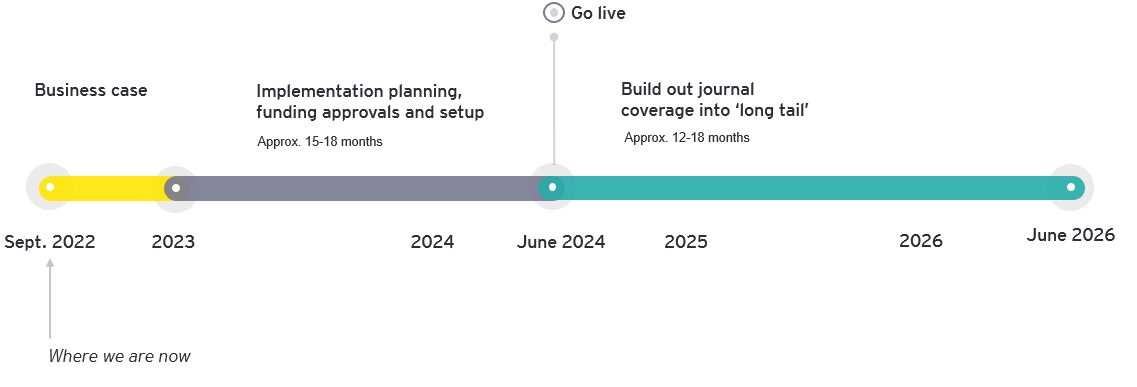 Go live
Business case
Implementation planning,
funding approvals and setup
Approx. 15-18 months
Build out journal
coverage into ‘long tail’
Approx. 12-18 months
Sept. 2022
2023
2024
June 2024
2025
2026
June 2026
Where we are now